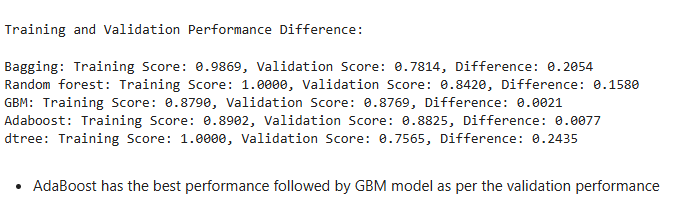 Training and Validation Performance Difference:
Bagging: Training Score: 0.9869, Validation Score: 0.7814, Difference: 0.2054
Random forest: Training Score: 1.0000, Validation Score: 0.8420, Difference: 0.1580
GBM: Training Score: 0.8790, Validation Score: 0.8769, Difference: 0.0021
Adaboost: Training Score: 0.8902, Validation Score: 0.8825, Difference: 0.0077
dtree: Training Score: 1.0000, Validation Score: 0.7565, Difference: 0.2435
• AdaBoost has the best performance followed by GBM model as per the validation performance